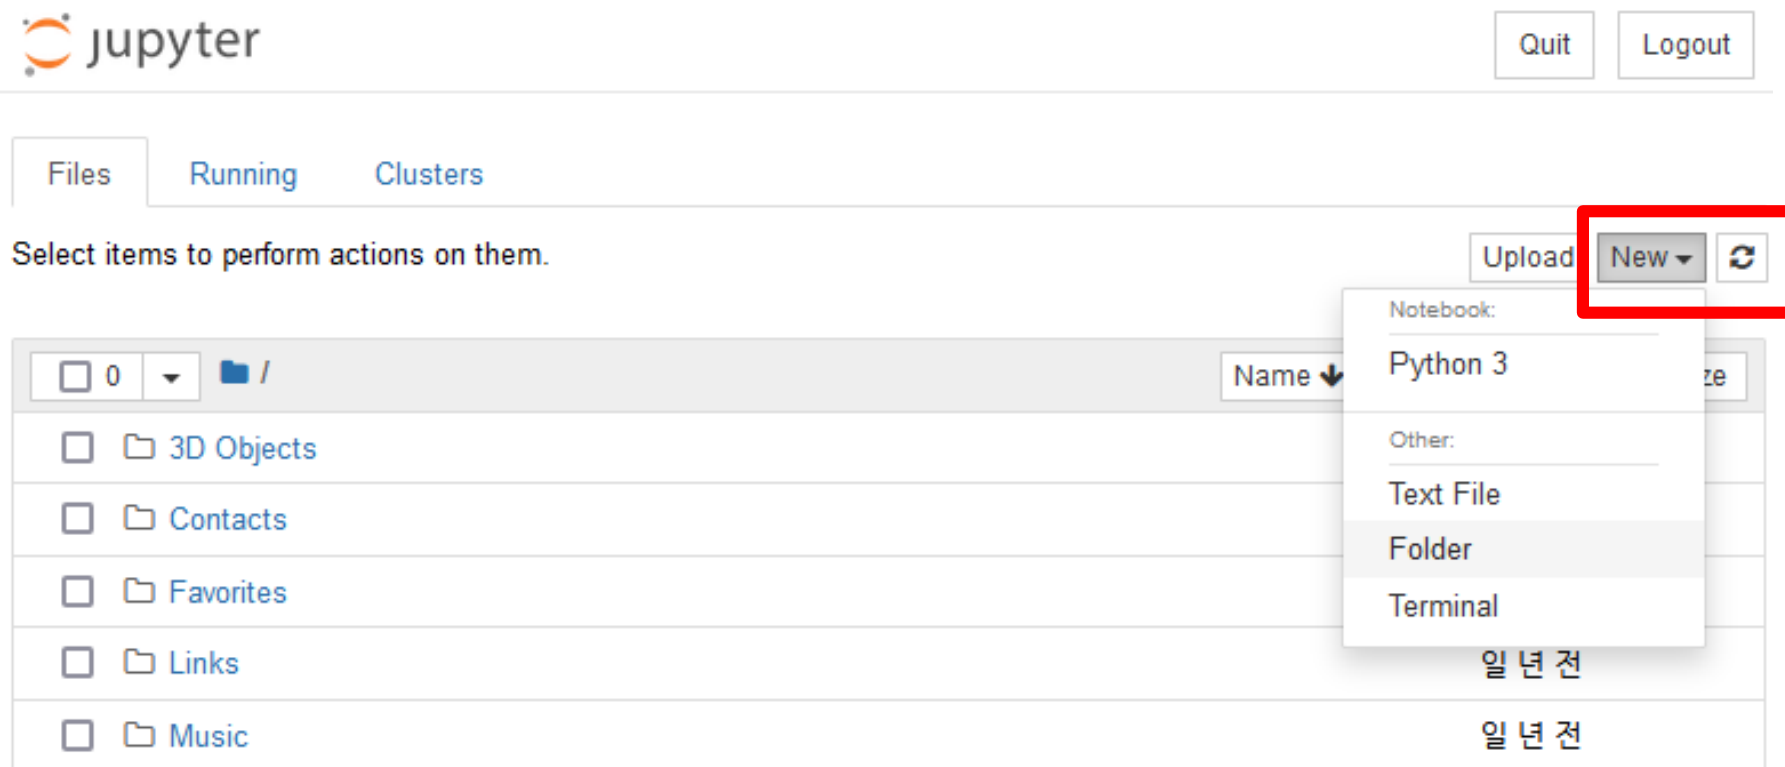 jupyter
Quit
Logout
Files
Running
Clusters
Select items to perform actions on them.
Upload
New
Notebook:
Python 3
Other:
Text File
Folder
Terminal
0
/
Name
ze
3D Objects
Contacts
Favorites
Links
일 년 전
Music
일 년 전